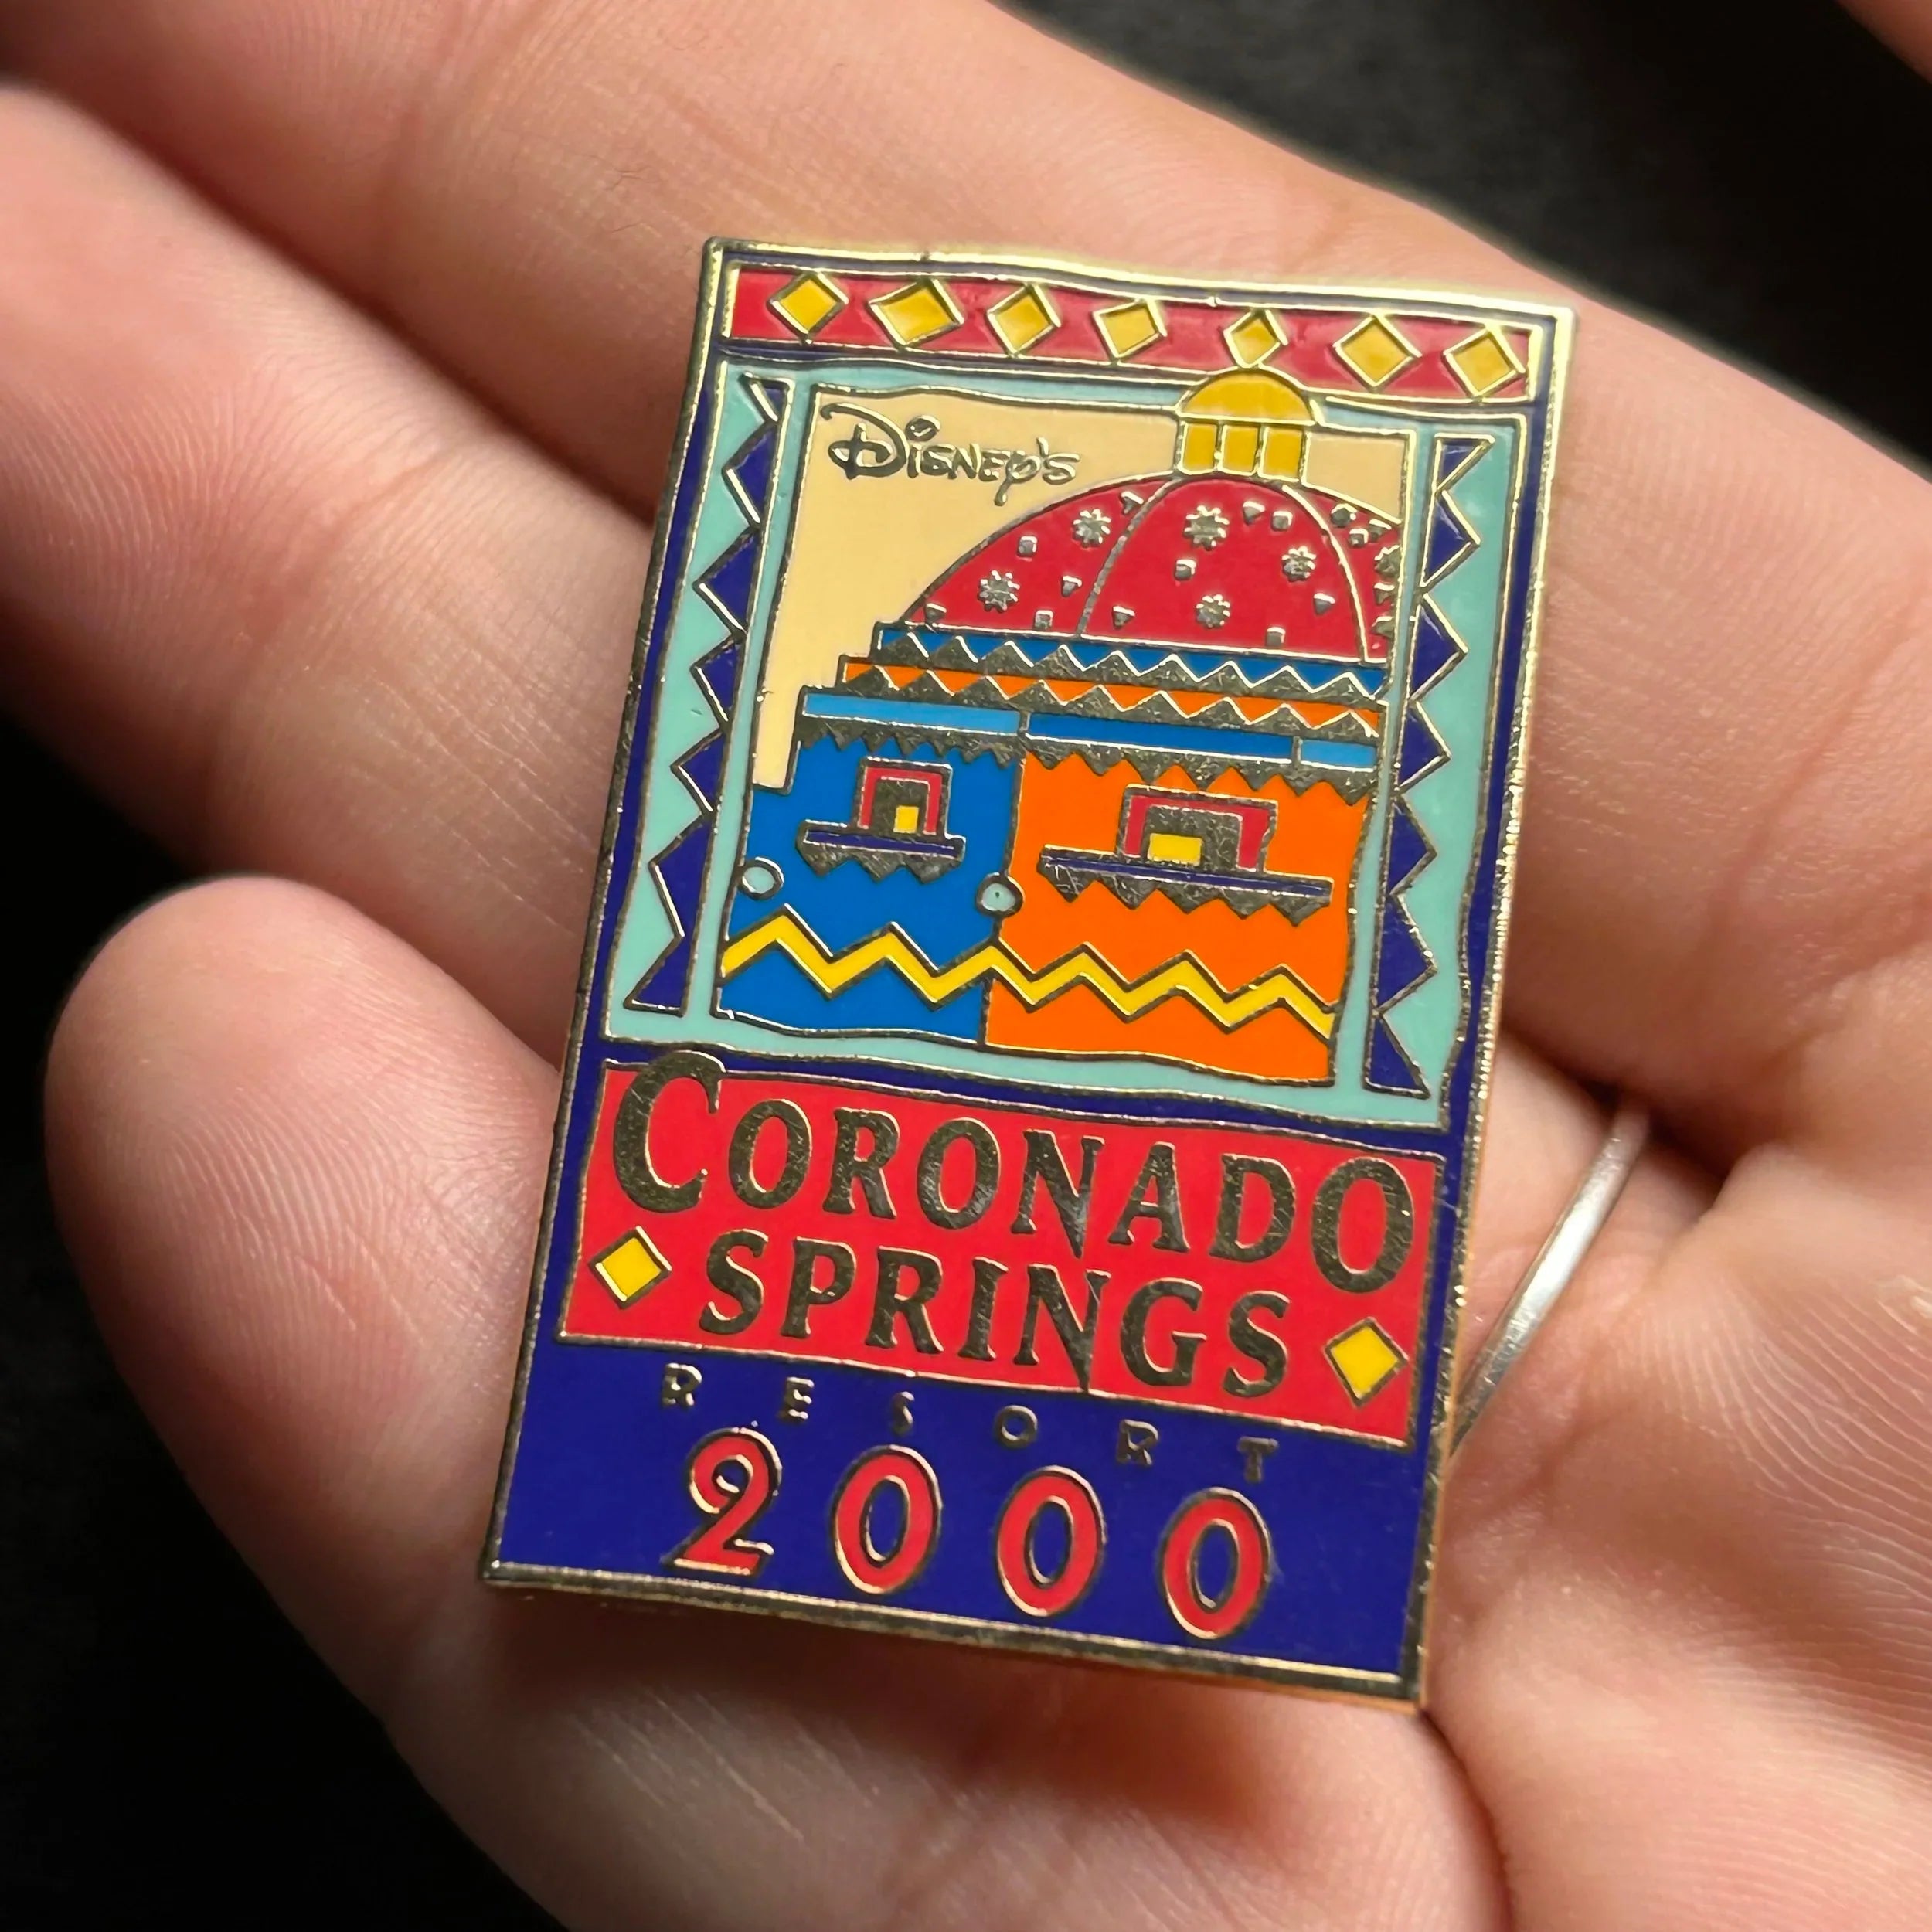 Disney's
CORONADO
SPRINGS
RESORT
2000